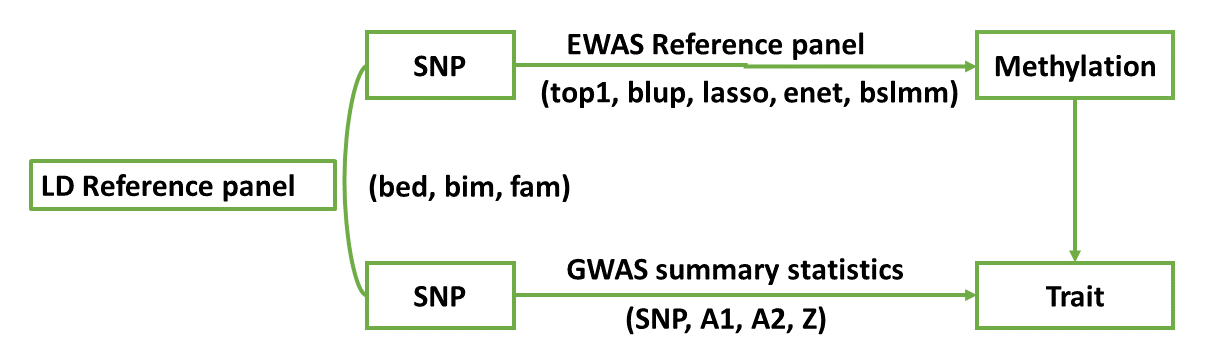 EWAS Reference panel
SNP
Methylation
(top1, blup, lasso, enet, bslmm)
LD Reference panel
(bed, bim, fam)
GWAS summary statistics
SNP
Trait
(SNP, A1, A2, Z)